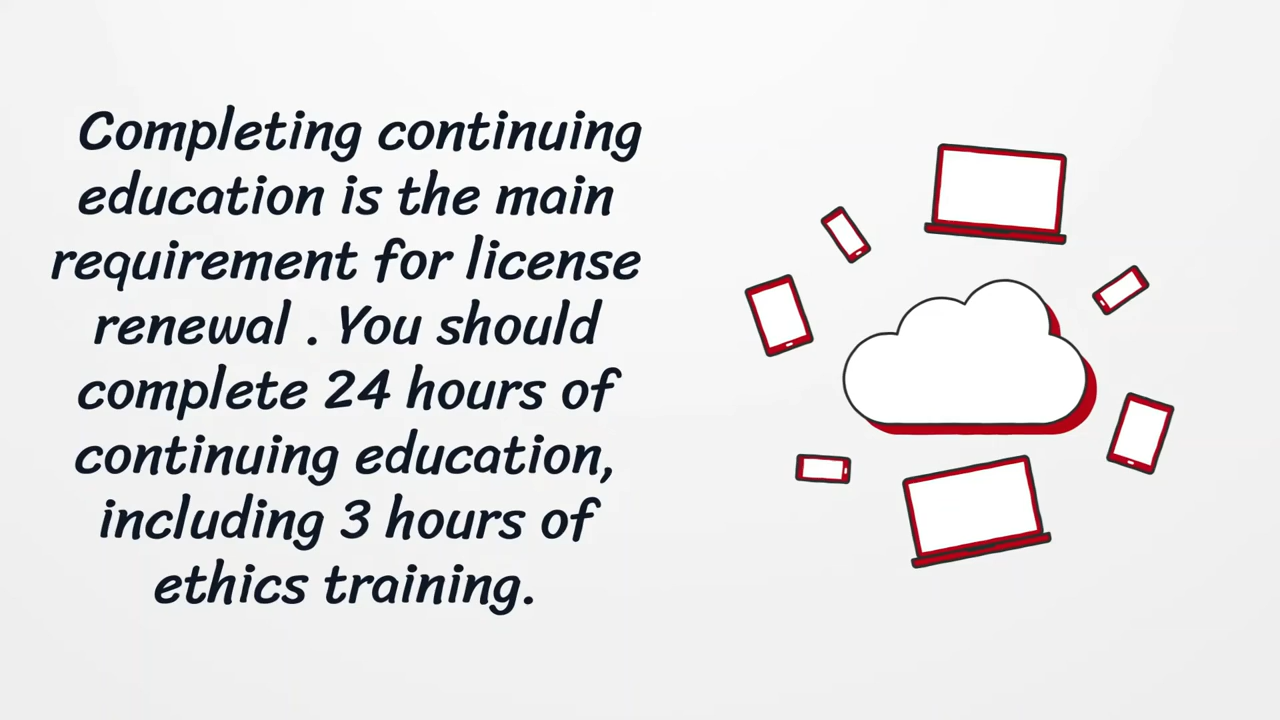 Completing continuing
education is the main
requirement for license
renewal . You should
complete 24 hours of
continuing education,
including 3 hours of
ethics training.